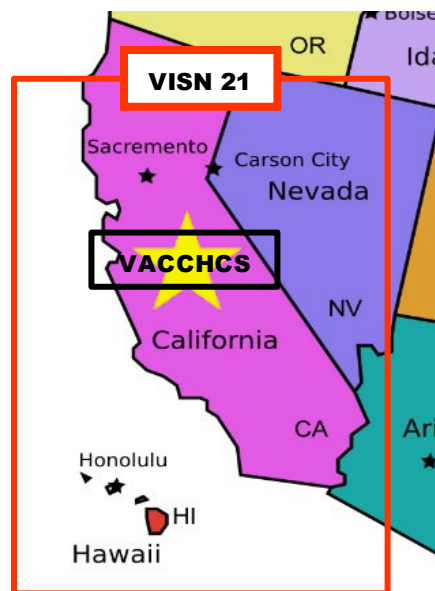 Boise
OR
Ida
VISN 21
Sacremento
Carson City
Nevada
VACCHCS
NV
California
CA
Ari
Honolulu
HI
Hawaii